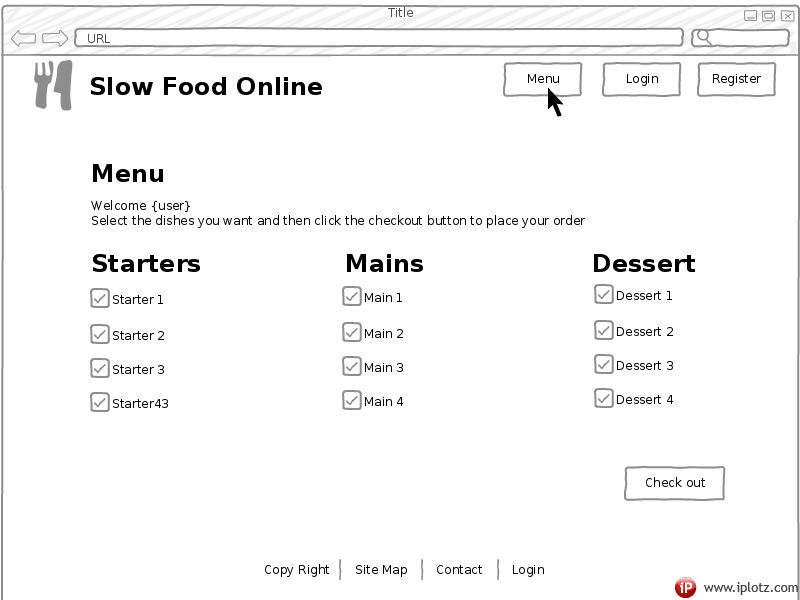 Title
URL
Slow Food Online
Menu
Login
Register
Menu
Welcome {user}
Select the dishes you want and then click the checkout button to place your order
Starters
Starter 1
Starter 2
Starter 3
Starter43
Mains
Main 1
Main 2
Main 3
Main 4
Dessert
Dessert 1
Dessert 2
Dessert 3
Dessert 4
Check out
Copy Right
Site Map
Contact
Login
iP www.iplotz.com